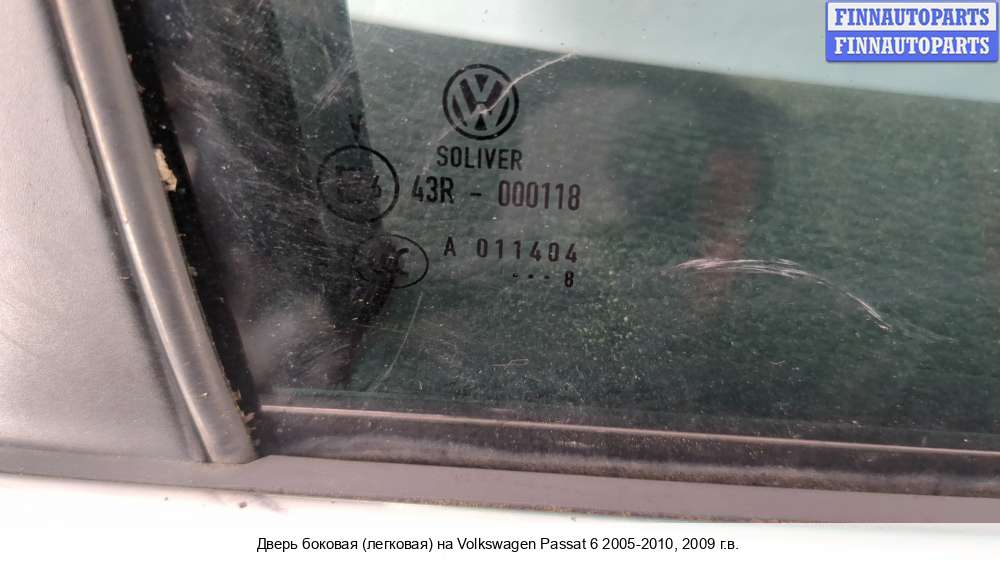 FINNAUTOPARTS
FINNAUTOPARTS
SOLIVER
43R - 000118
A 011404
- - - 8
Дверь боковая (легковая) на Volkswagen Passat 6 2005-2010, 2009 г.в.